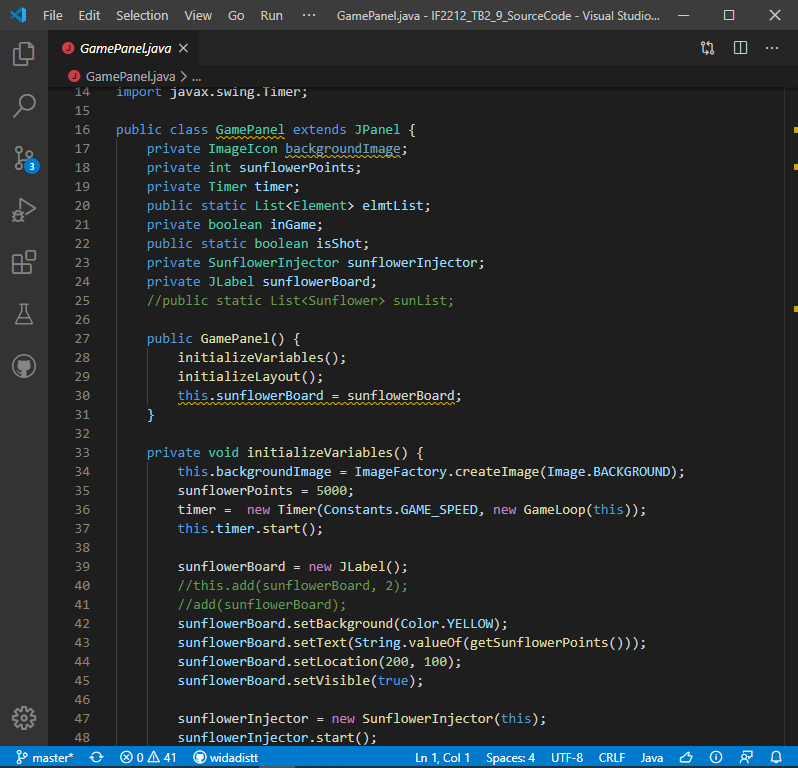 File Edit Selection View Go Run ··· GamePanel.java - IF2212_TB2_9_SourceCode - Visual Studio...
GamePanel.java
GamePanel.java > ...
14 import javax.swing.Timer;
15
16 public class GamePanel extends JPanel {
17 private ImageIcon backgroundImage;
18 private int sunflowerPoints;
19 private Timer timer;
20 public static List<Element> elmtList;
21 private boolean inGame;
22 public static boolean isShot;
23 private SunflowerInjector sunflowerInjector;
24 private JLabel sunflowerBoard;
25 //public static List<Sunflower> sunList;
26
27 public GamePanel() {
28 initializeVariables();
29 initializeLayout();
30 this.sunflowerBoard = sunflowerBoard;
31 }
32
33 private void initializeVariables() {
34 this.backgroundImage = ImageFactory.createImage(Image.BACKGROUND);
35 sunflowerPoints = 5000;
36 timer =  new Timer(Constants.GAME_SPEED, new GameLoop(this));
37 this.timer.start();
38
39 sunflowerBoard = new JLabel();
40 //this.add(sunflowerBoard, 2);
41 //add(sunflowerBoard);
42 sunflowerBoard.setBackground(Color.YELLOW);
43 sunflowerBoard.setText(String.valueOf(getSunflowerPoints()));
44 sunflowerBoard.setLocation(200, 100);
45 sunflowerBoard.setVisible(true);
46
47 sunflowerInjector = new SunflowerInjector(this);
48 sunflowerInjector.start();
3
master* 0 41 widadistt Ln 1, Col 1 Spaces: 4 UTF-8 CRLF Java